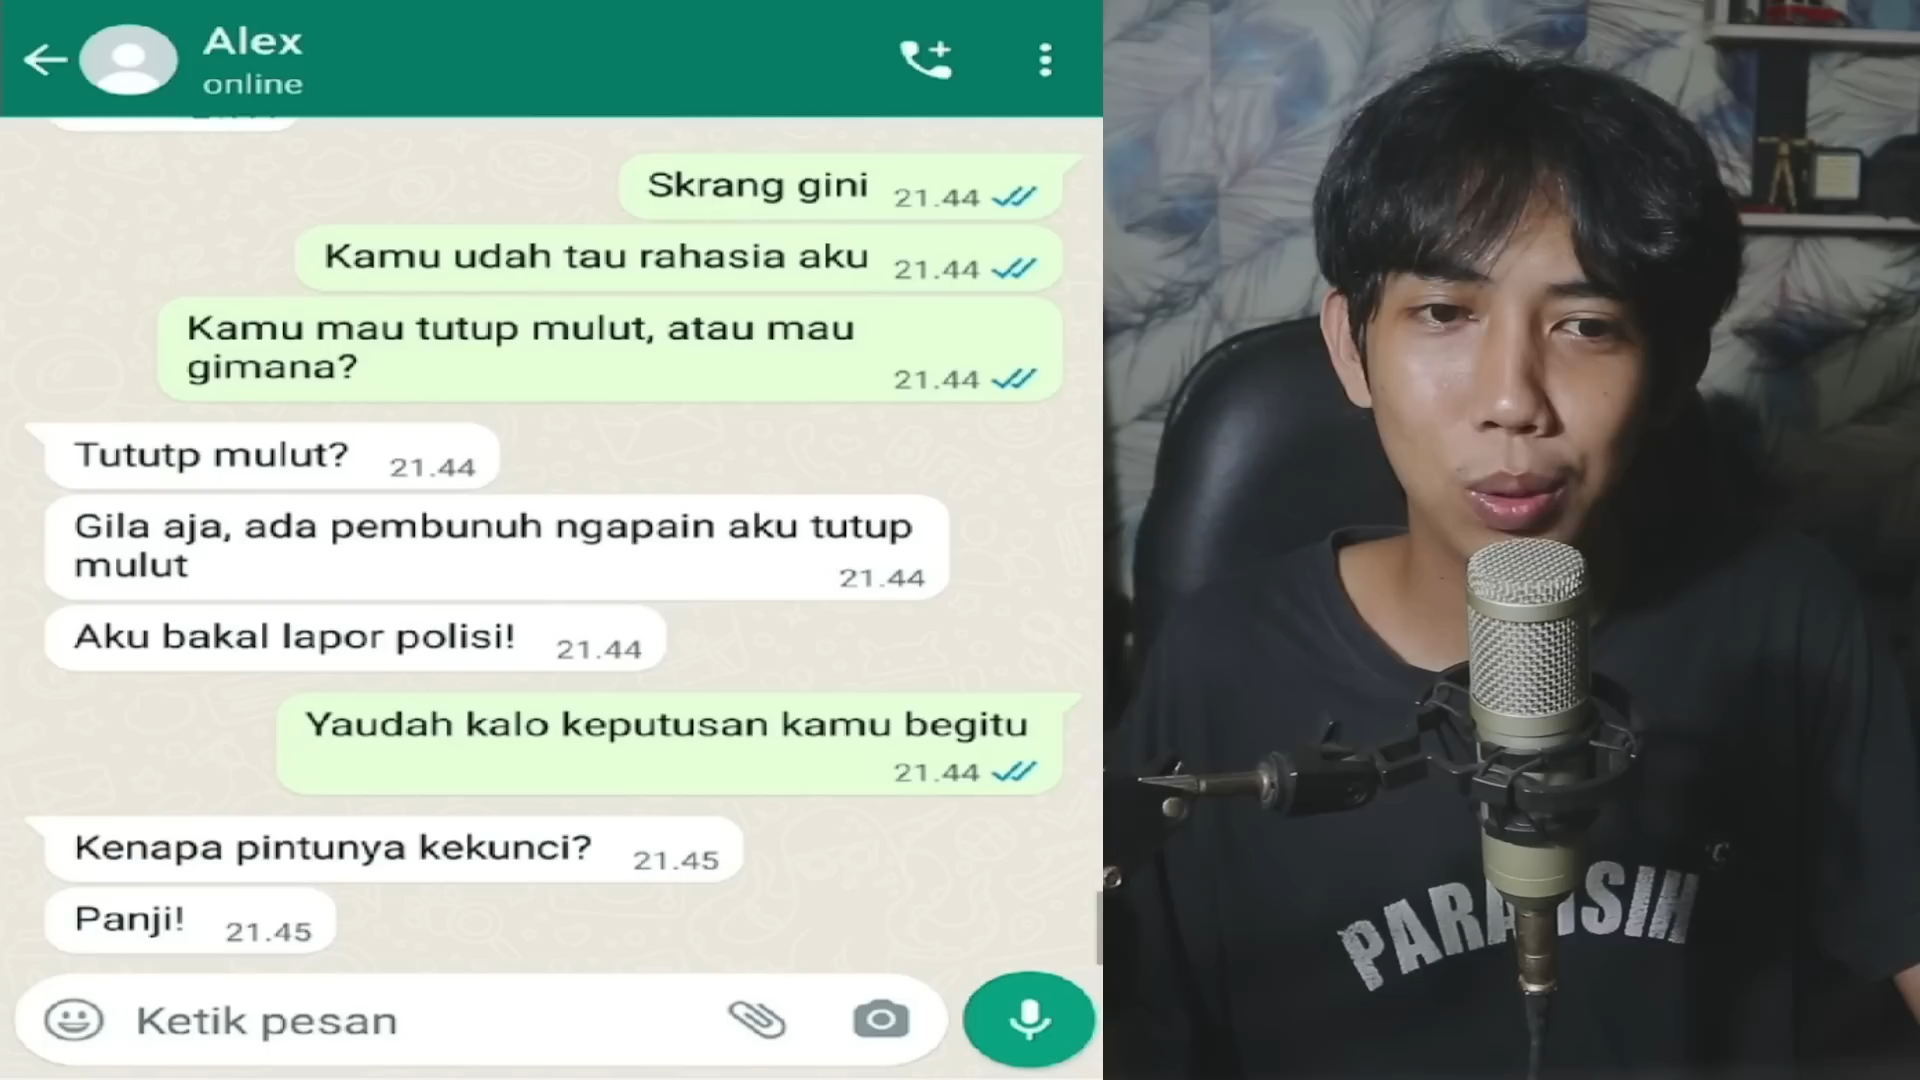 Alex
online
Skrang gini 21.44
Kamu udah tau rahasia aku 21.44
Kamu mau tutup mulut, atau mau
gimana? 21.44
Tututp mulut? 21.44
Gila aja, ada pembunuh ngapain aku tutup
mulut 21.44
Aku bakal lapor polisi! 21.44
Yaudah kalo keputusan kamu begitu
21.44
Kenapa pintunya kekunci? 21.45
Panji! 21.45
Ketik pesan